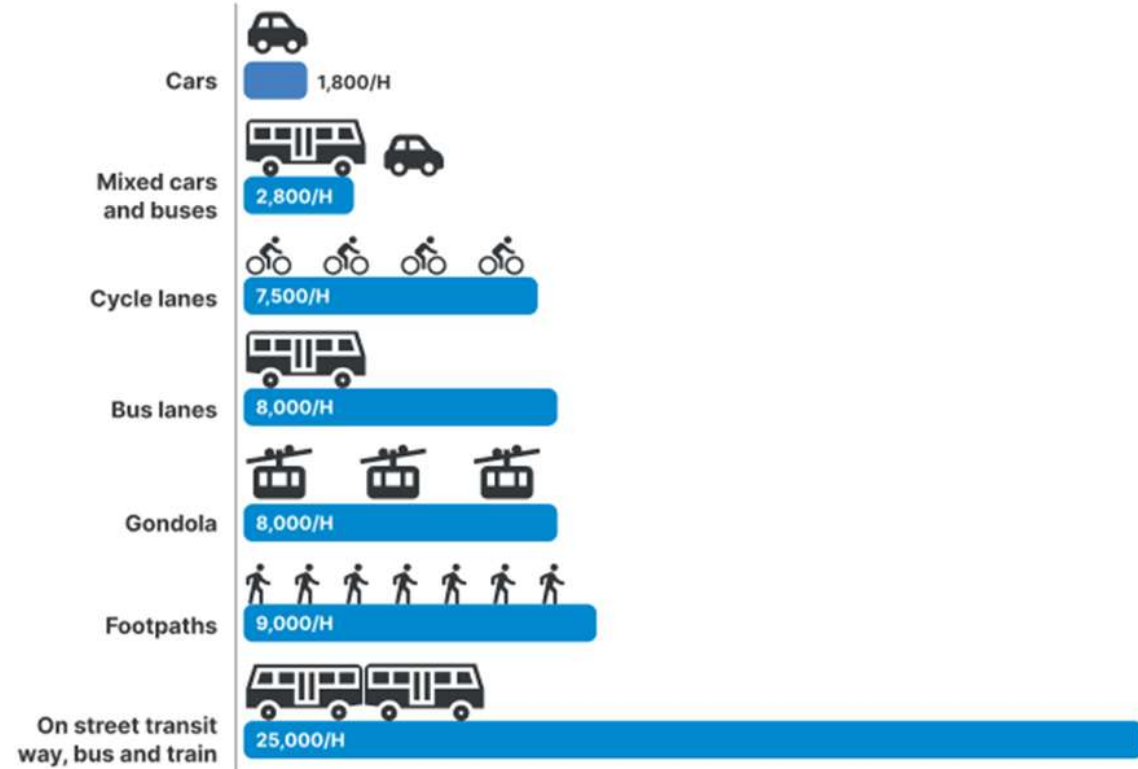 Cars
1,800/H
Mixed cars
and buses
2,800/H
Cycle lanes
7,500/H
Bus lanes
8,000/H
Gondola
8,000/H
Footpaths
9,000/H
On street transit
way, bus and train
25,000/H